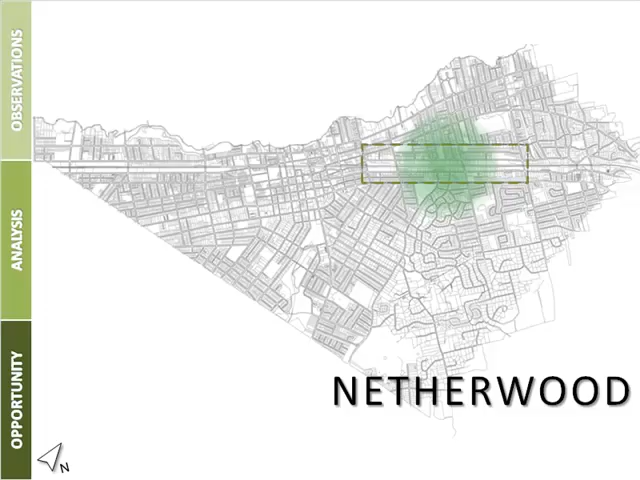 OBSERVATIONS
ANALYSIS
OPPORTUNITY
NETHERWOOD
N